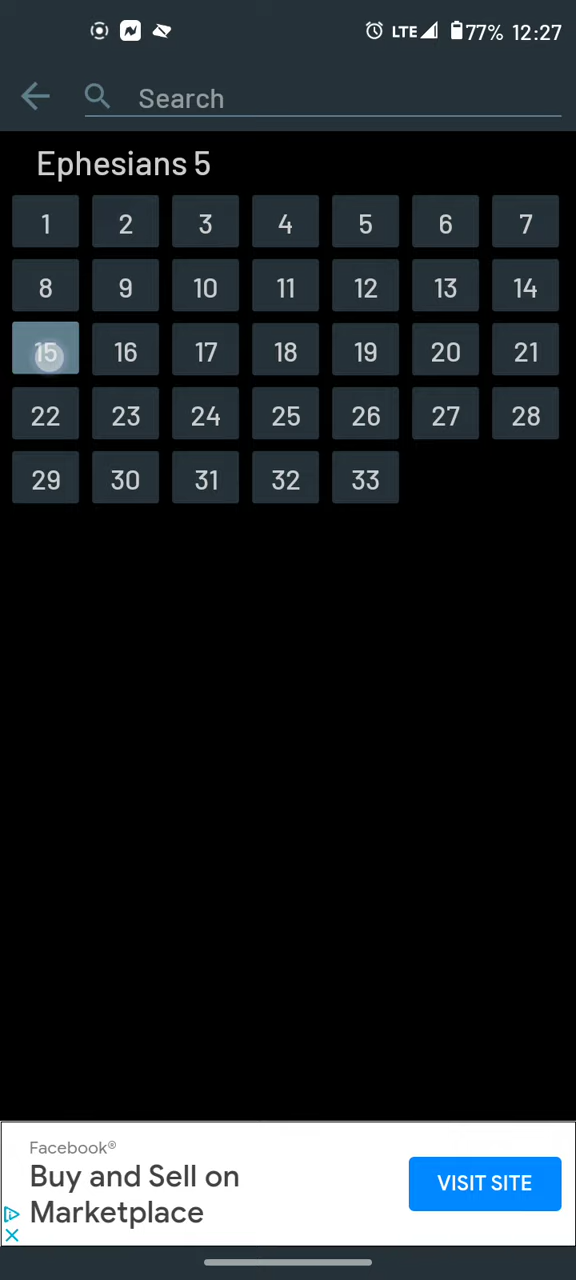 LTE 77% 12:27
Search
Ephesians 5
1 2 3 4 5 6 7
8 9 10 11 12 13 14
15 16 17 18 19 20 21
22 23 24 25 26 27 28
29 30 31 32 33
Facebook®
Buy and Sell on
Marketplace
VISIT SITE